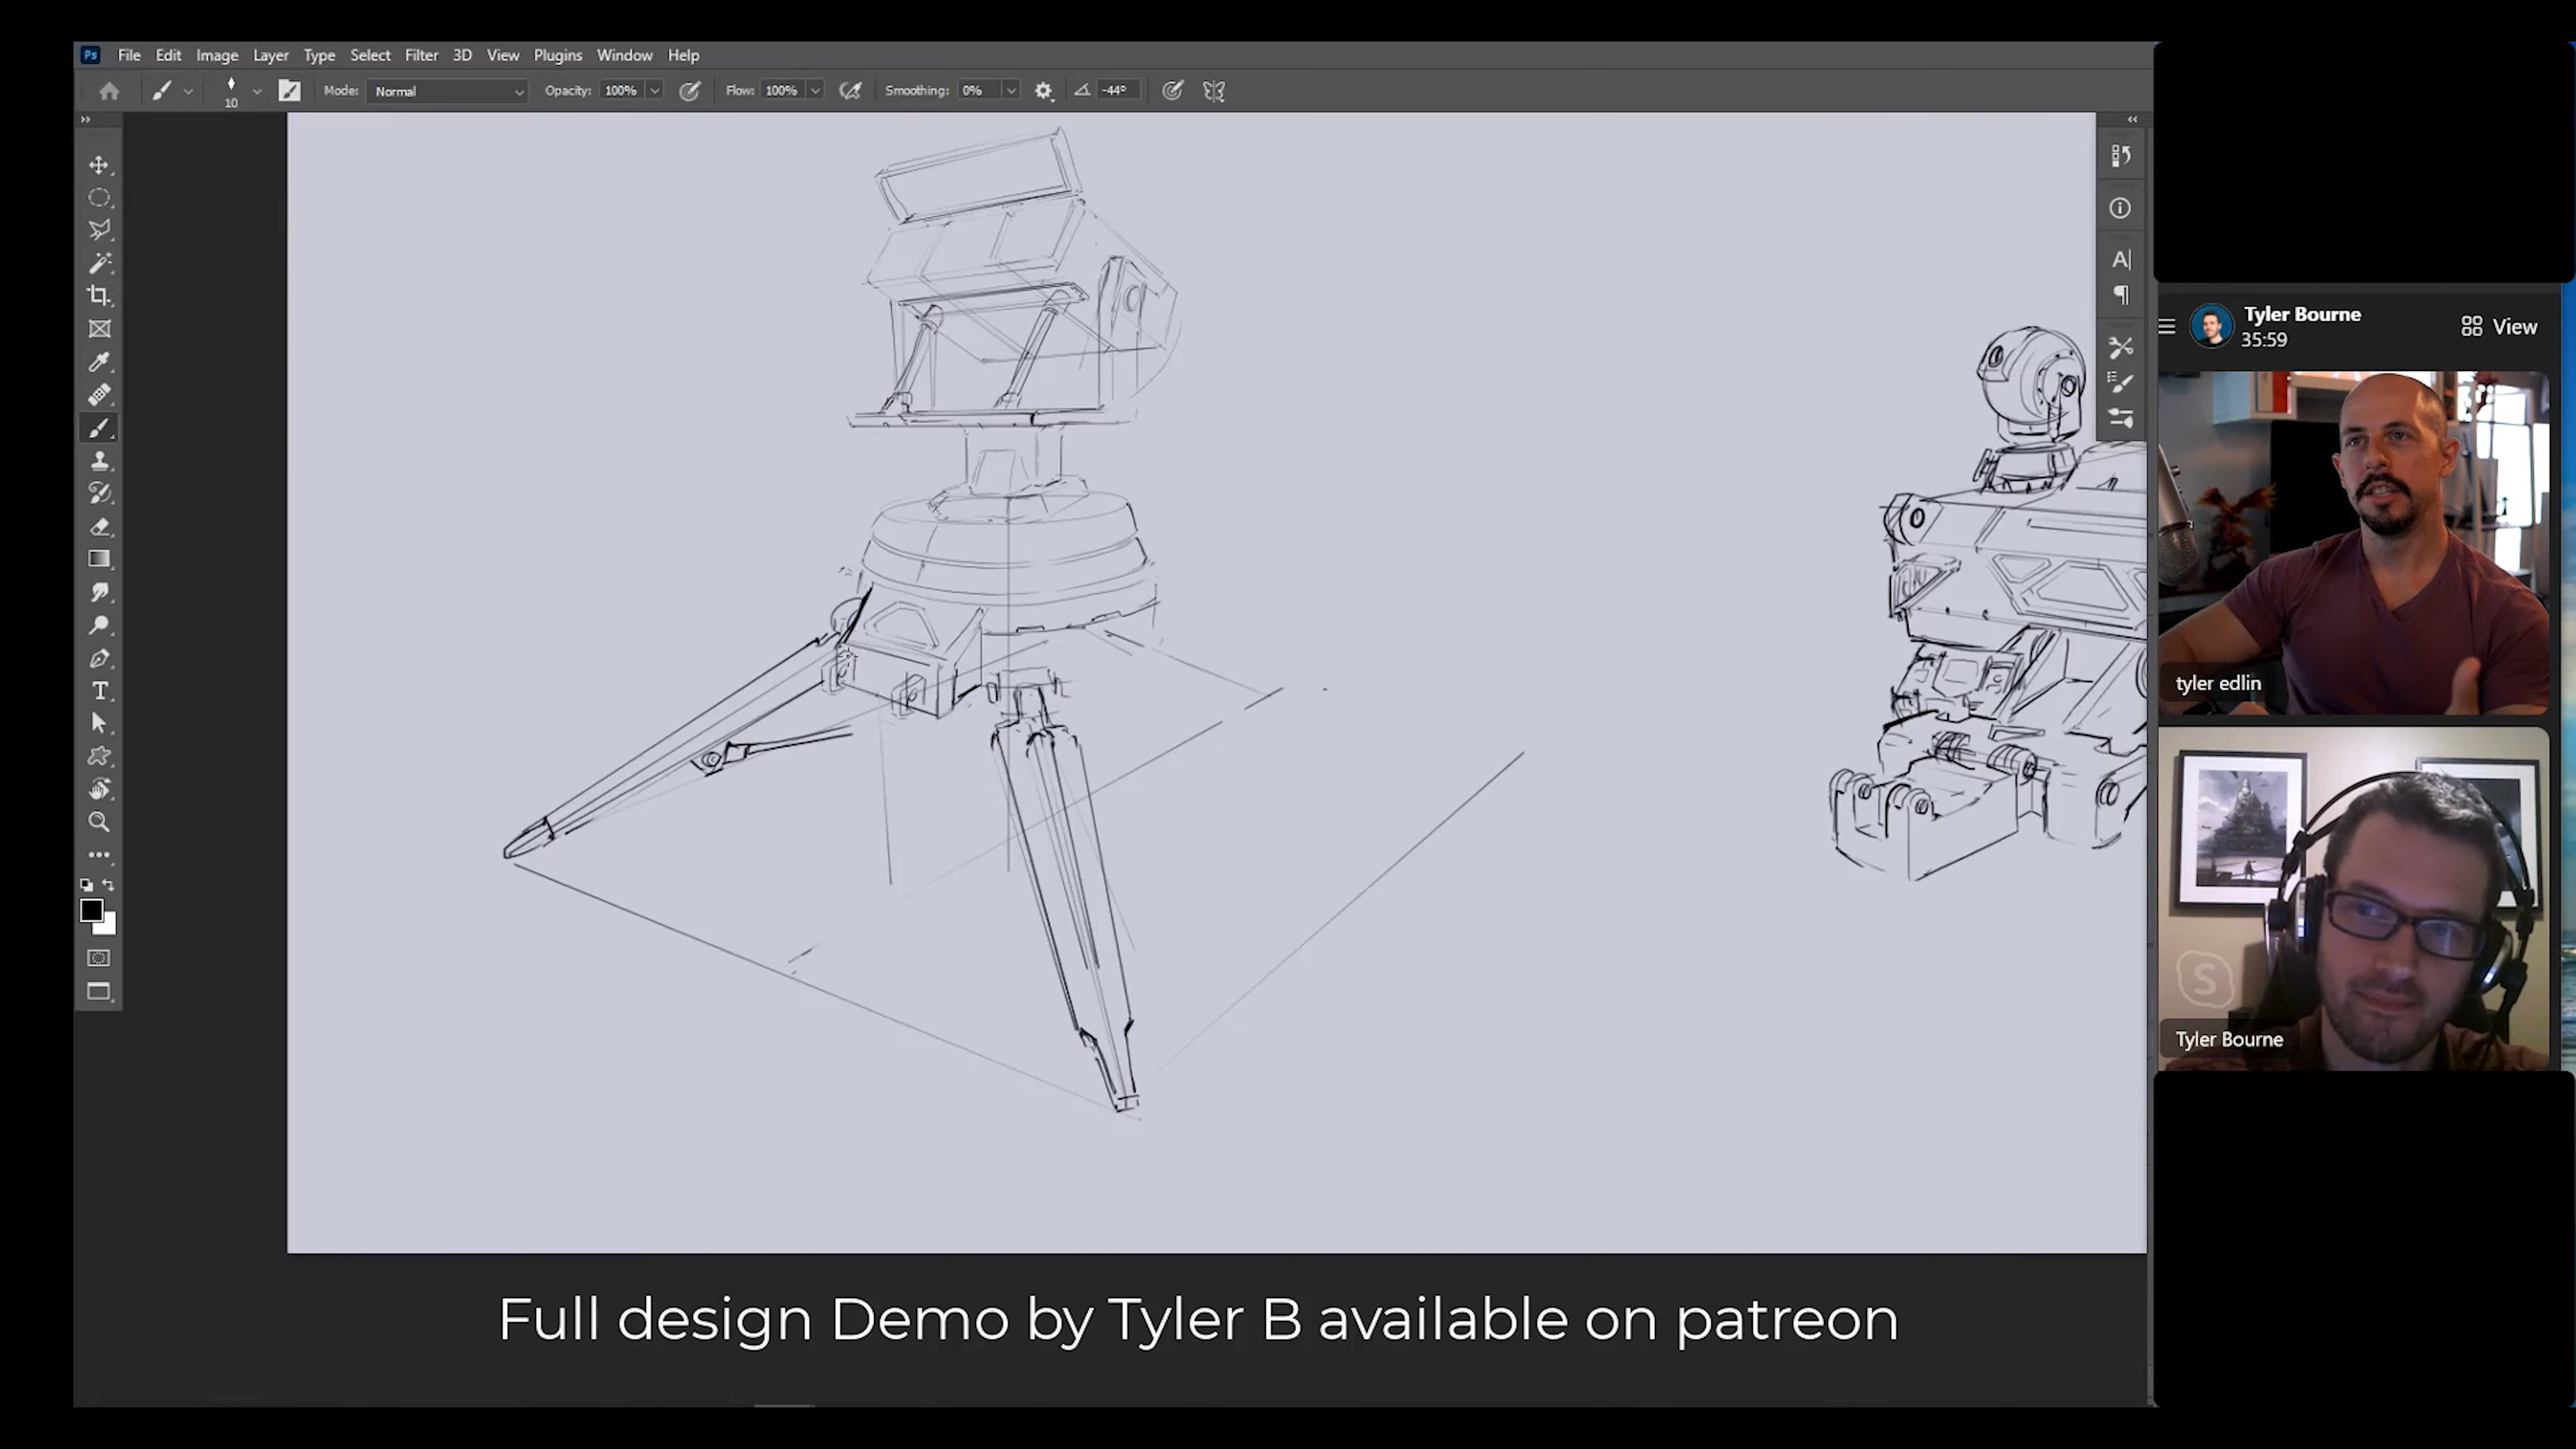 Ps File Edit Image Layer Type Select Filter 3D View Plugins Window Help
10 Mode: Normal Opacity: 100% Flow: 100% Smoothing: 0% -44°
Tyler Bourne
35:59
View
tyler edlin
Tyler Bourne
Full design Demo by Tyler B available on patreon